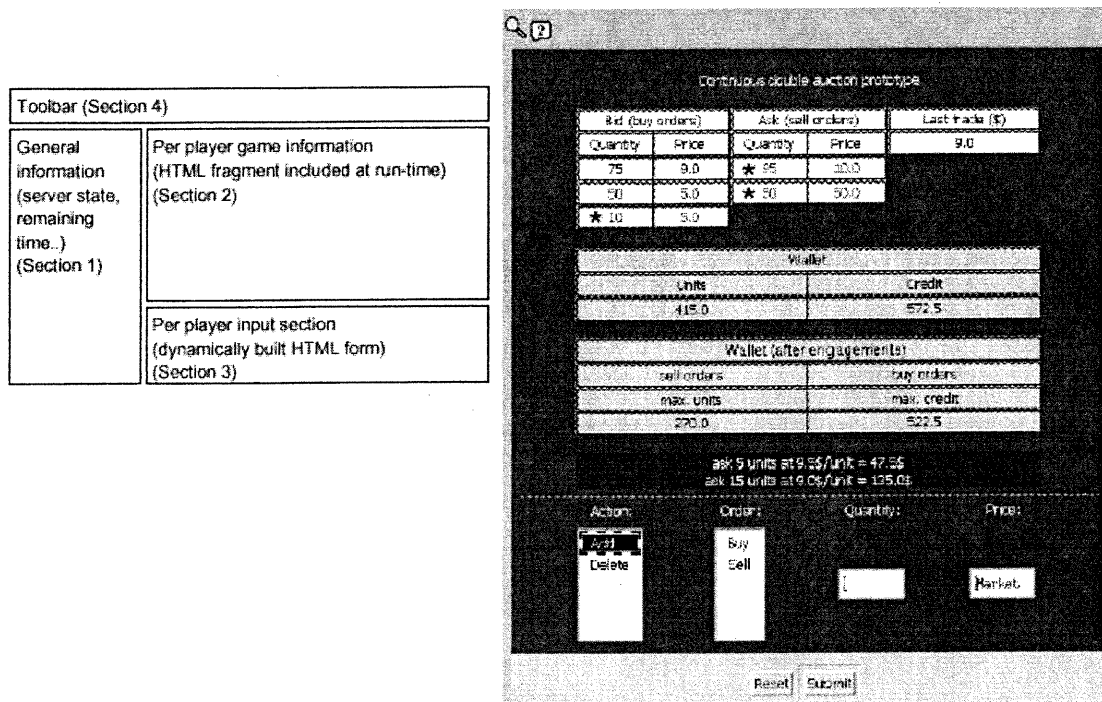 Toolbar (Section 4)
General
information
(server state,
remaining
time..)
(Section 1)
Per player game information
(HTML fragment included at run-time)
(Section 2)
Per player input section
(dynamically built HTML form)
(Section 3)
?
Continuous double auction prototype
Bid (buy orders) Ask (sell orders) Last trade ($)
Quantity Price Quantity Price 9.0
75 9.0 ★ 95 10.0
50 5.0 ★ 50 50.0
★ 10 5.0
Wallet
Units Credit
415.0 572.5
Wallet (after engagements)
sell orders buy orders
max. units max. credit
270.0 522.5
ask 5 units at 9.5$/unit = 47.5$
ask 15 units at 9.0$/unit = 135.0$
Action: Order: Quantity: Price:
Add Buy
Delete Sell
Market
Reset Submit